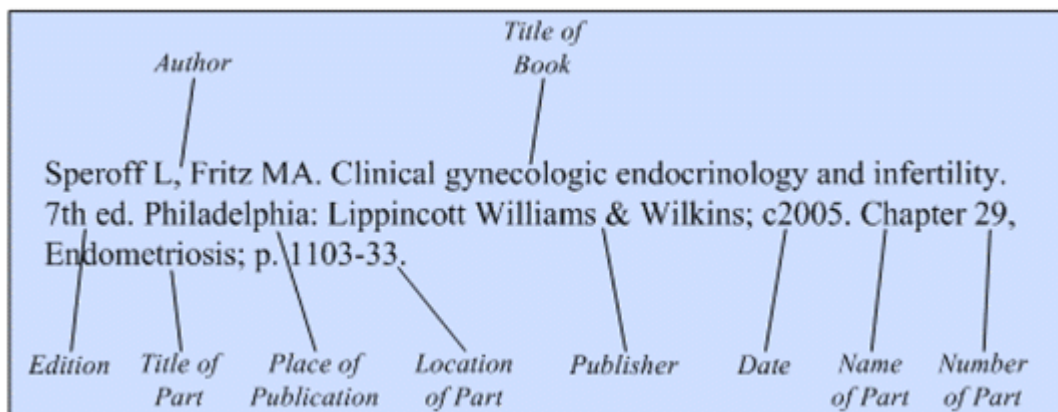 Title of
Author Book
Speroff L, Fritz MA. Clinical gynecologic endocrinology and infertility.
7th ed. Philadelphia: Lippincott Williams & Wilkins; c2005. Chapter 29,
Endometriosis; p. 1103-33.
Edition Title of Place of Location Publisher Date Name Number
Part Publication of Part of Part of Part